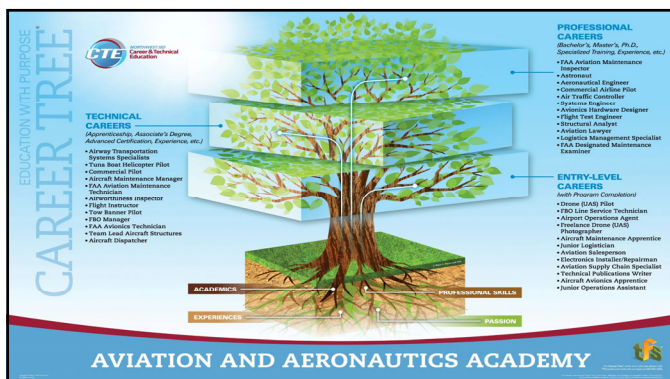 EDUCATION WITH PURPOSE
CAREER TREE
CTE
NORTHWEST ISD
Career & Technical
Education
TECHNICAL
CAREERS
(Apprenticeship, Associate's Degree,
Advanced Certification, Experience, etc.)
• Airway Transportation
Systems Specialists
• Tuna Boat Helicopter Pilot
• Commercial Pilot
• Aircraft Maintenance Manager
• FAA Aviation Maintenance
Technician
• Airworthiness Inspector
• Flight Instructor
• Tow Banner Pilot
• FBO Manager
• FAA Avionics Technician
• Team Lead Aircraft Structures
• Aircraft Dispatcher
PROFESSIONAL
CAREERS
(Bachelor's, Master's, Ph.D.,
Specialized Training, Experience, etc.)
• FAA Aviation Maintenance
Inspector
• Astronaut
• Aeronautical Engineer
• Commercial Airline Pilot
• Air Traffic Controller
• Systems Engineer
• Avionics Hardware Designer
• Flight Test Engineer
• Structural Analyst
• Aviation Lawyer
• Logistics Management Specialist
• FAA Designated Maintenance
Examiner
ENTRY-LEVEL
CAREERS
(with Program Completion)
• Drone (UAS) Pilot
• FBO Line Service Technician
• Airport Operations Agent
• Freelance Drone (UAS)
Photographer
• Aircraft Maintenance Apprentice
• Junior Logistician
• Aviation Salesperson
• Electronics Installer/Repairman
• Aviation Supply Chain Specialist
• Technical Publications Writer
• Aircraft Avionics Apprentice
• Junior Operations Assistant
ACADEMICS
PROFESSIONAL SKILLS
EXPERIENCES
PASSION
AVIATION AND AERONAUTICS ACADEMY
tfs